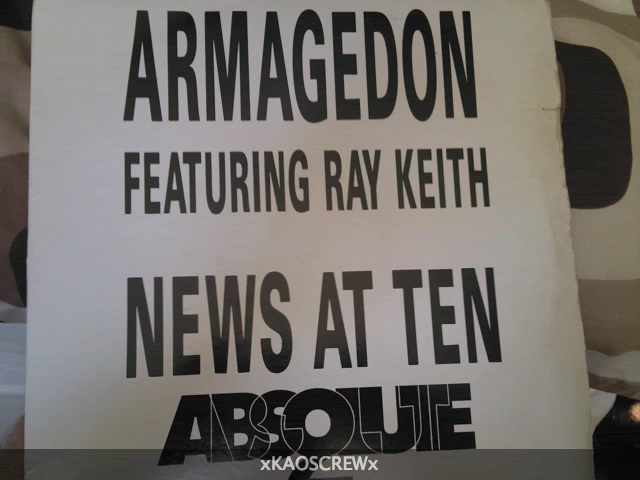 ARMAGEDON
FEATURING RAY KEITH
NEWS AT TEN
ABSOLUTE
xKAOSCREWx